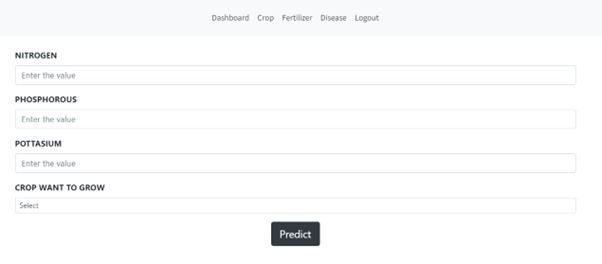 Dashboard Crop Fertilizer Disease Logout
NITROGEN
Enter the value
PHOSPHOROUS
Enter the value
POTTASIUM
Enter the value
CROP WANT TO GROW
Select
Predict